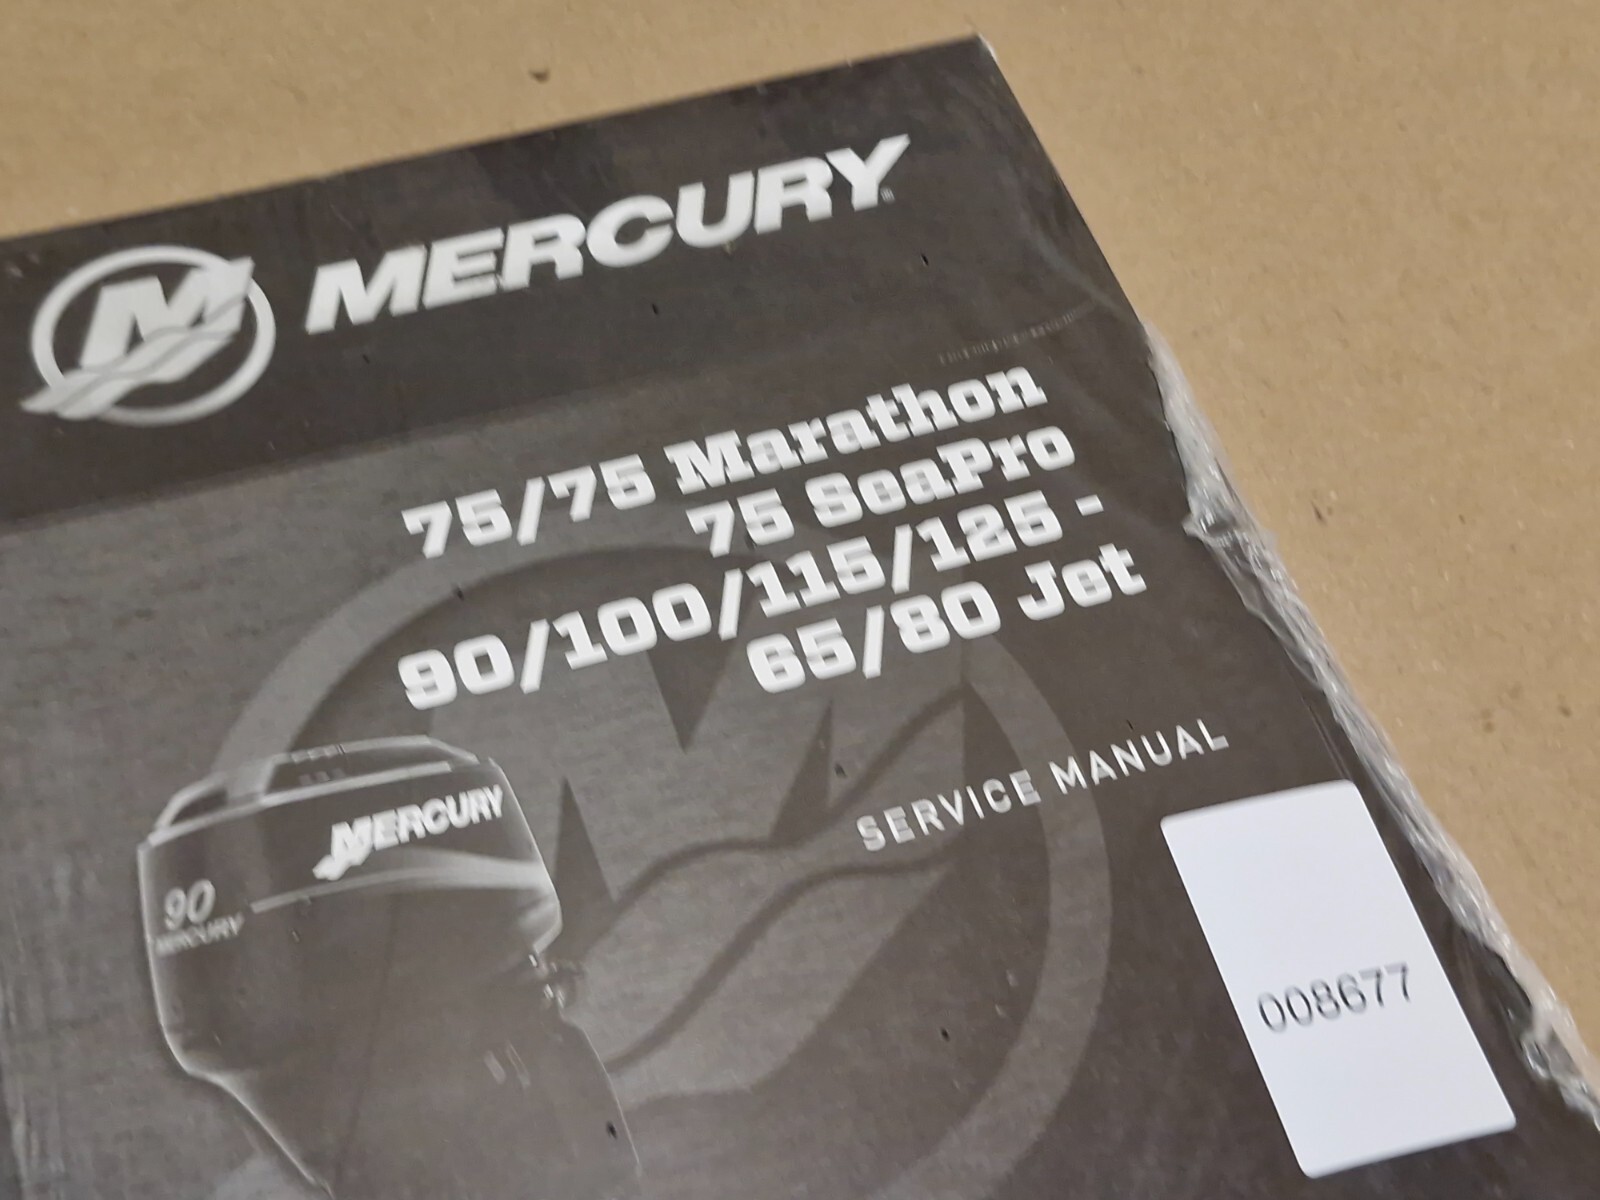 MERCURY
75/75 Marathon
75 SeaPro
90/100/115/125 -
65/80 Jet
SERVICE MANUAL
MERCURY
90
MERCURY
008677